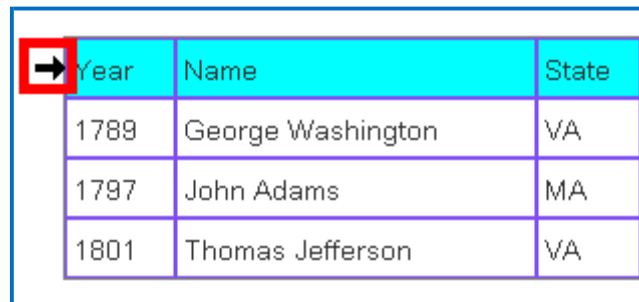 Year Name State
1789 George Washington VA
1797 John Adams MA
1801 Thomas Jefferson VA